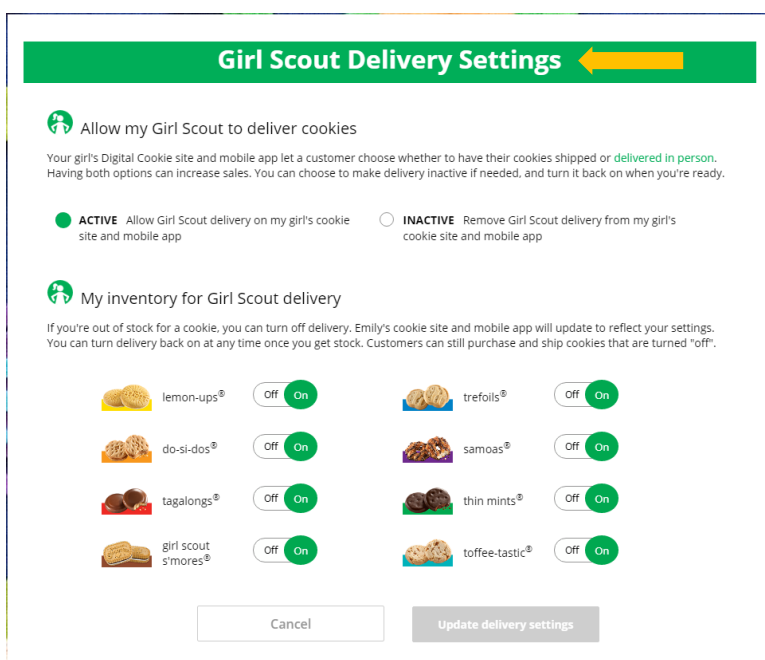 Girl Scout Delivery Settings
Allow my Girl Scout to deliver cookies
Your girl's Digital Cookie site and mobile app let a customer choose whether to have their cookies shipped or delivered in person.
Having both options can increase sales. You can choose to make delivery inactive if needed, and turn it back on when you're ready.
ACTIVE Allow Girl Scout delivery on my girl's cookie
site and mobile app
INACTIVE Remove Girl Scout delivery from my girl's
cookie site and mobile app
My inventory for Girl Scout delivery
If you're out of stock for a cookie, you can turn off delivery. Emily's cookie site and mobile app will update to reflect your settings.
You can turn delivery back on at any time once you get stock. Customers can still purchase and ship cookies that are turned "off".
lemon-ups® Off On
trefoils® Off On
do-si-dos® Off On
samoas® Off On
tagalongs® Off On
thin mints® Off On
girl scout
s'mores® Off On
toffee-tastic® Off On
Cancel
Update delivery settings